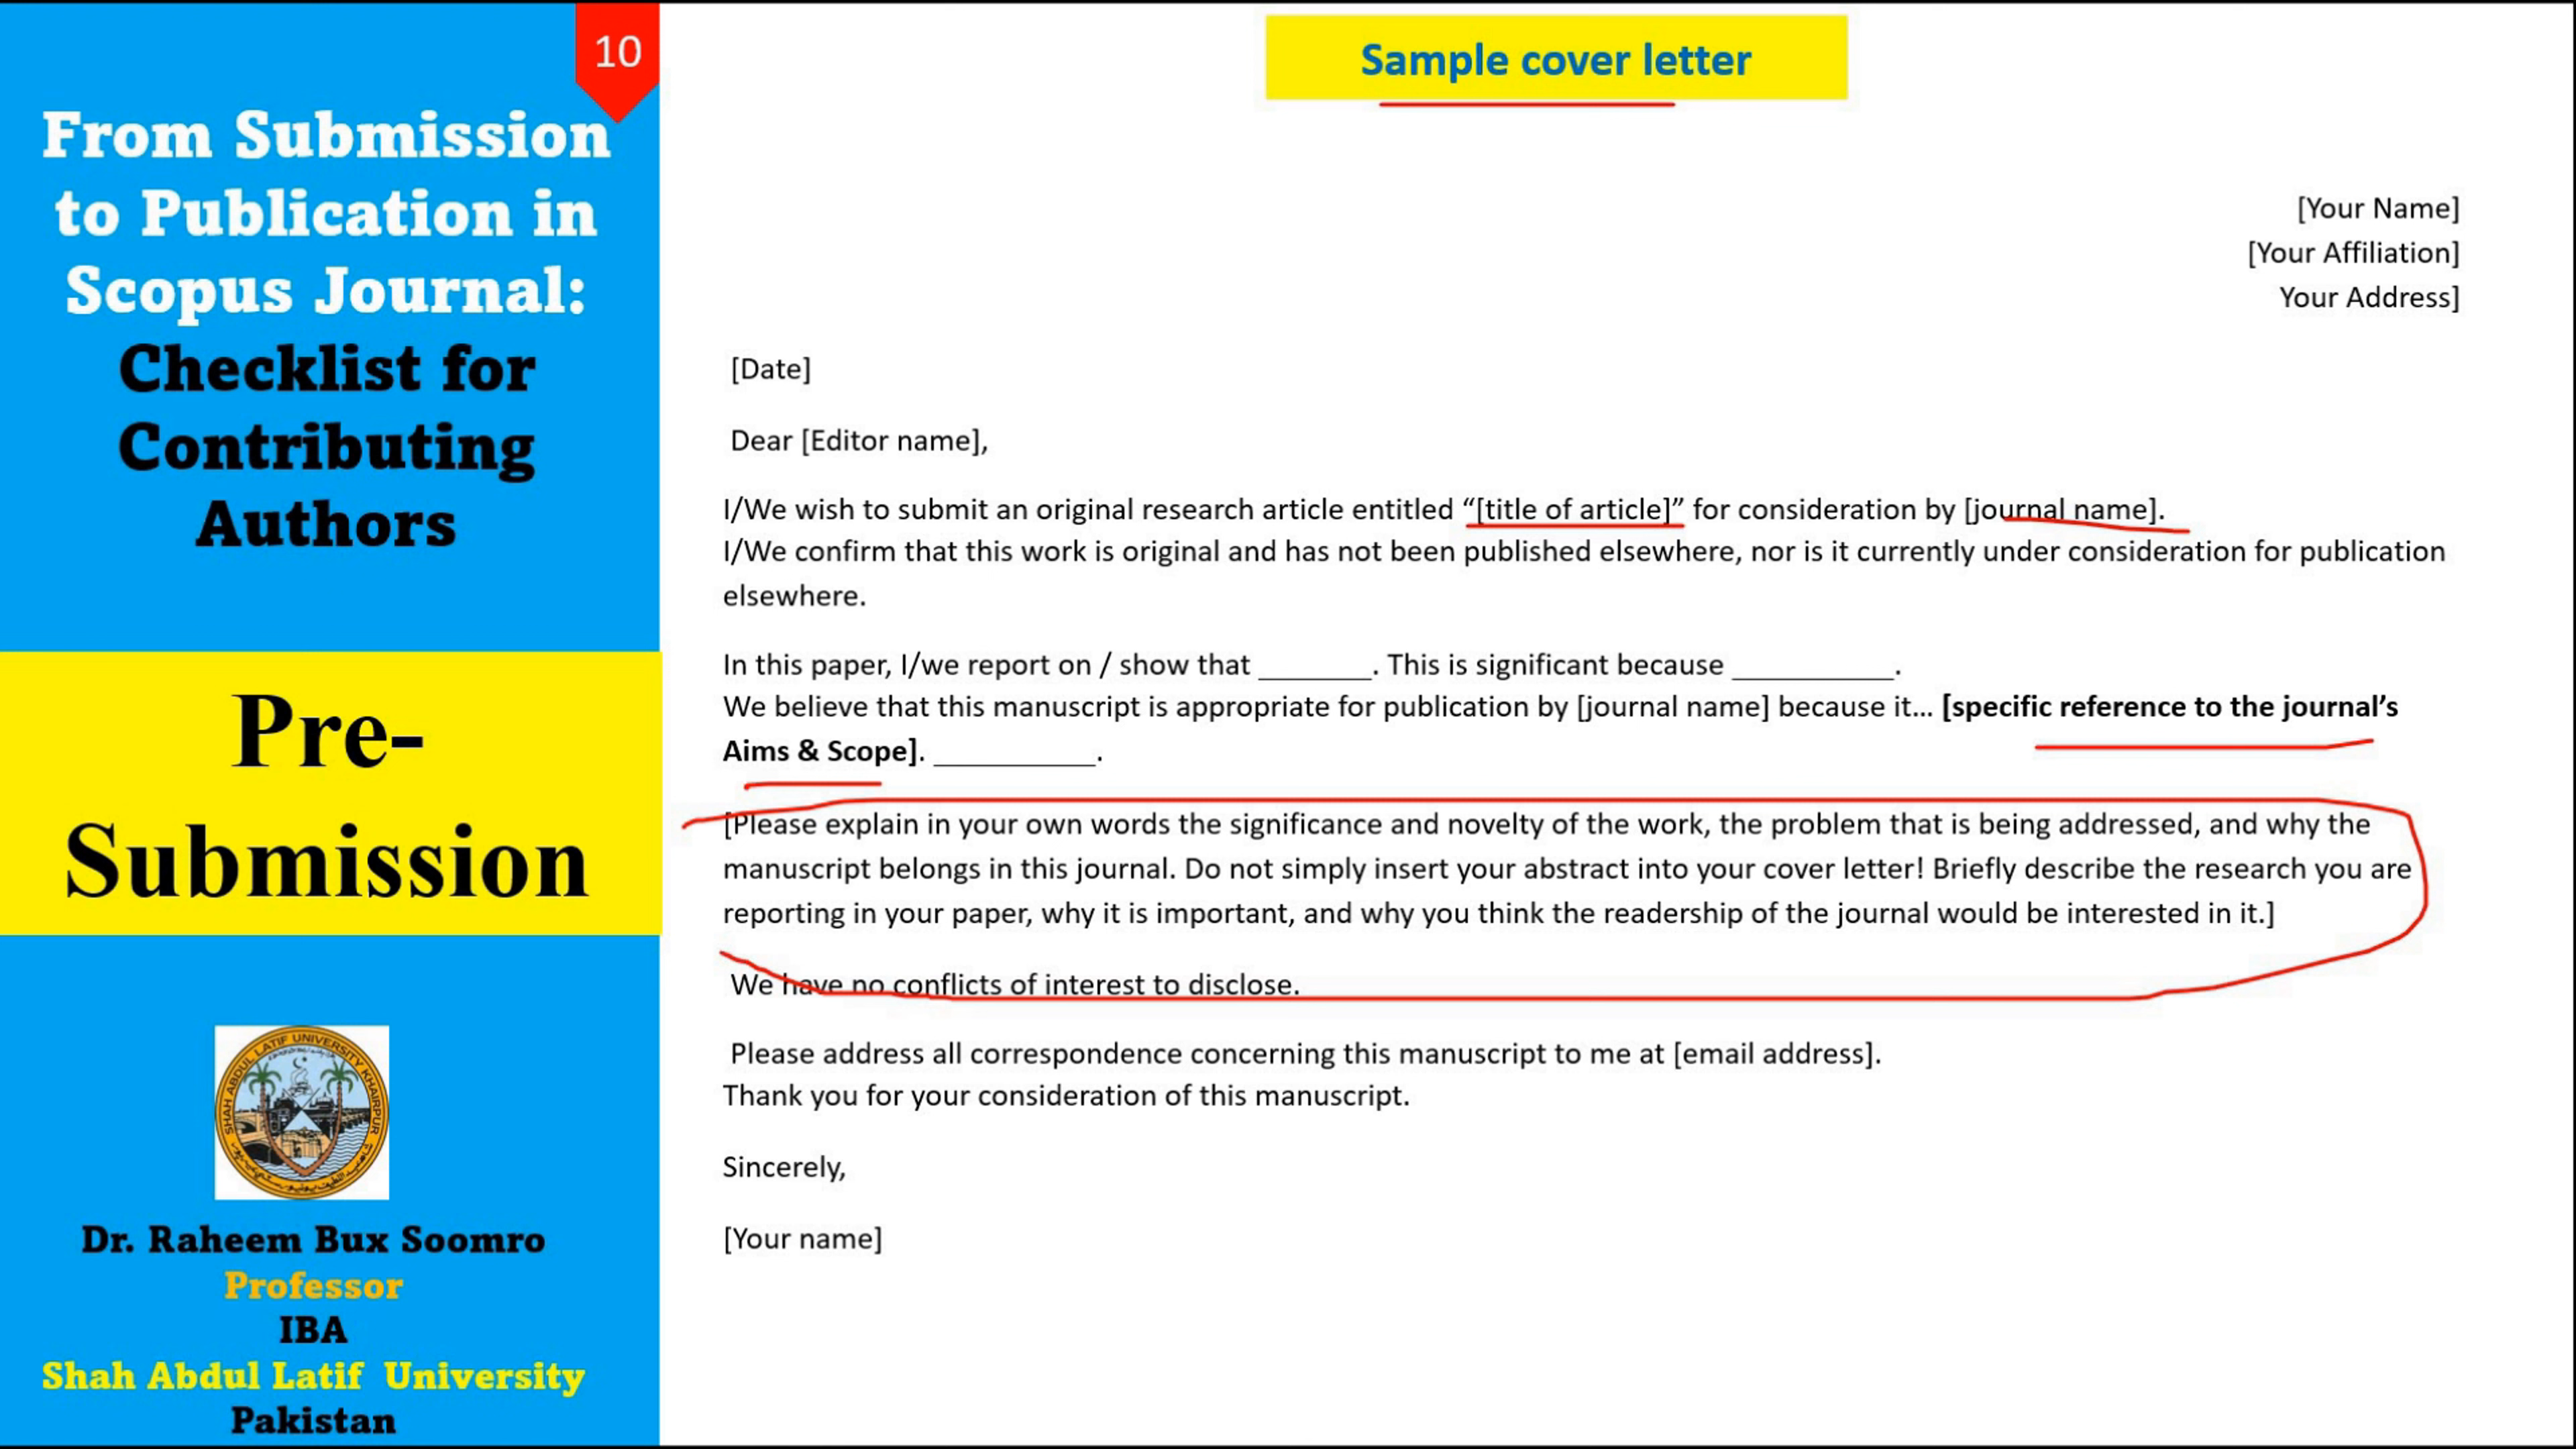 10
From Submission
to Publication in
Scopus Journal:
Checklist for
Contributing
Authors
Pre-
Submission
SHAH ABDUL LATIF UNIVERSITY KHAIRPUR
Dr. Raheem Bux Soomro
Professor
IBA
Shah Abdul Latif University
Pakistan
Sample cover letter
[Your Name]
[Your Affiliation]
Your Address]
[Date]
Dear [Editor name],
I/We wish to submit an original research article entitled “[title of article]” for consideration by [journal name].
I/We confirm that this work is original and has not been published elsewhere, nor is it currently under consideration for publication
elsewhere.
In this paper, I/we report on / show that _______. This is significant because __________.
We believe that this manuscript is appropriate for publication by [journal name] because it… [specific reference to the journal’s
Aims & Scope]. __________.
[Please explain in your own words the significance and novelty of the work, the problem that is being addressed, and why the
manuscript belongs in this journal. Do not simply insert your abstract into your cover letter! Briefly describe the research you are
reporting in your paper, why it is important, and why you think the readership of the journal would be interested in it.]
We have no conflicts of interest to disclose.
Please address all correspondence concerning this manuscript to me at [email address].
Thank you for your consideration of this manuscript.
Sincerely,
[Your name]